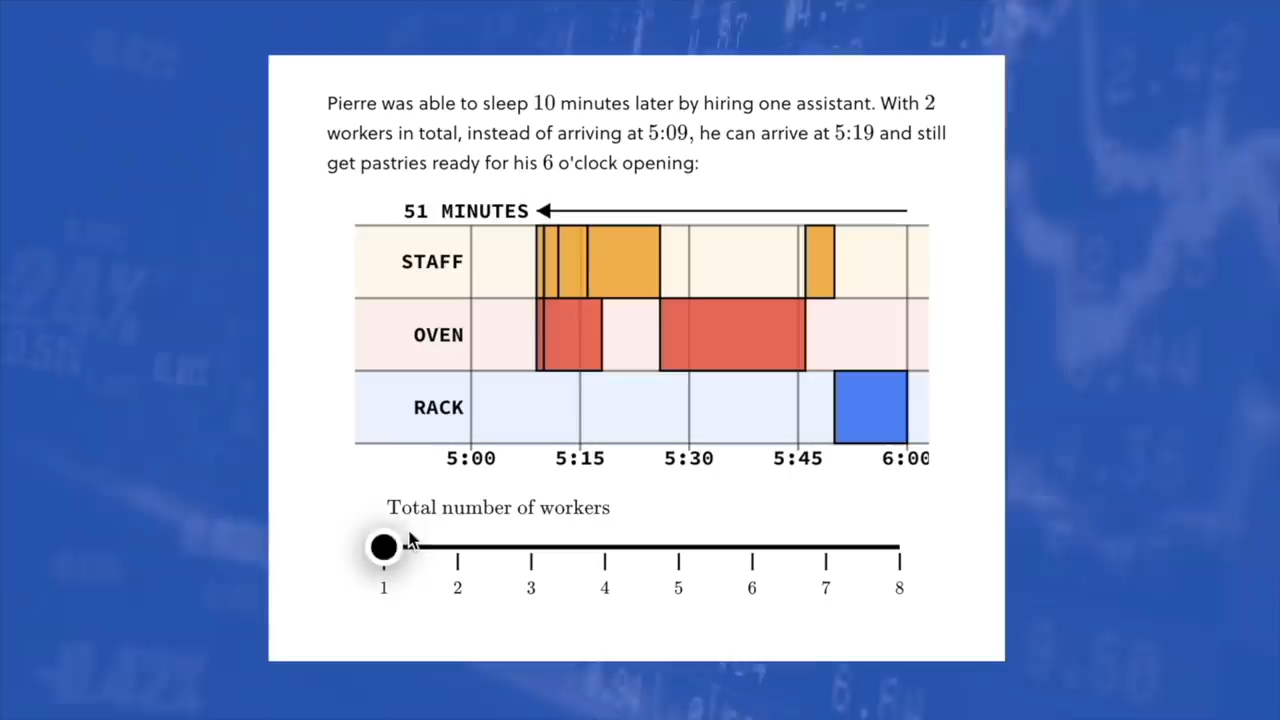 Pierre was able to sleep 10 minutes later by hiring one assistant. With 2
workers in total, instead of arriving at 5:09, he can arrive at 5:19 and still
get pastries ready for his 6 o'clock opening:
51 MINUTES
STAFF
OVEN
RACK
5:00 5:15 5:30 5:45 6:00
Total number of workers
1 2 3 4 5 6 7 8